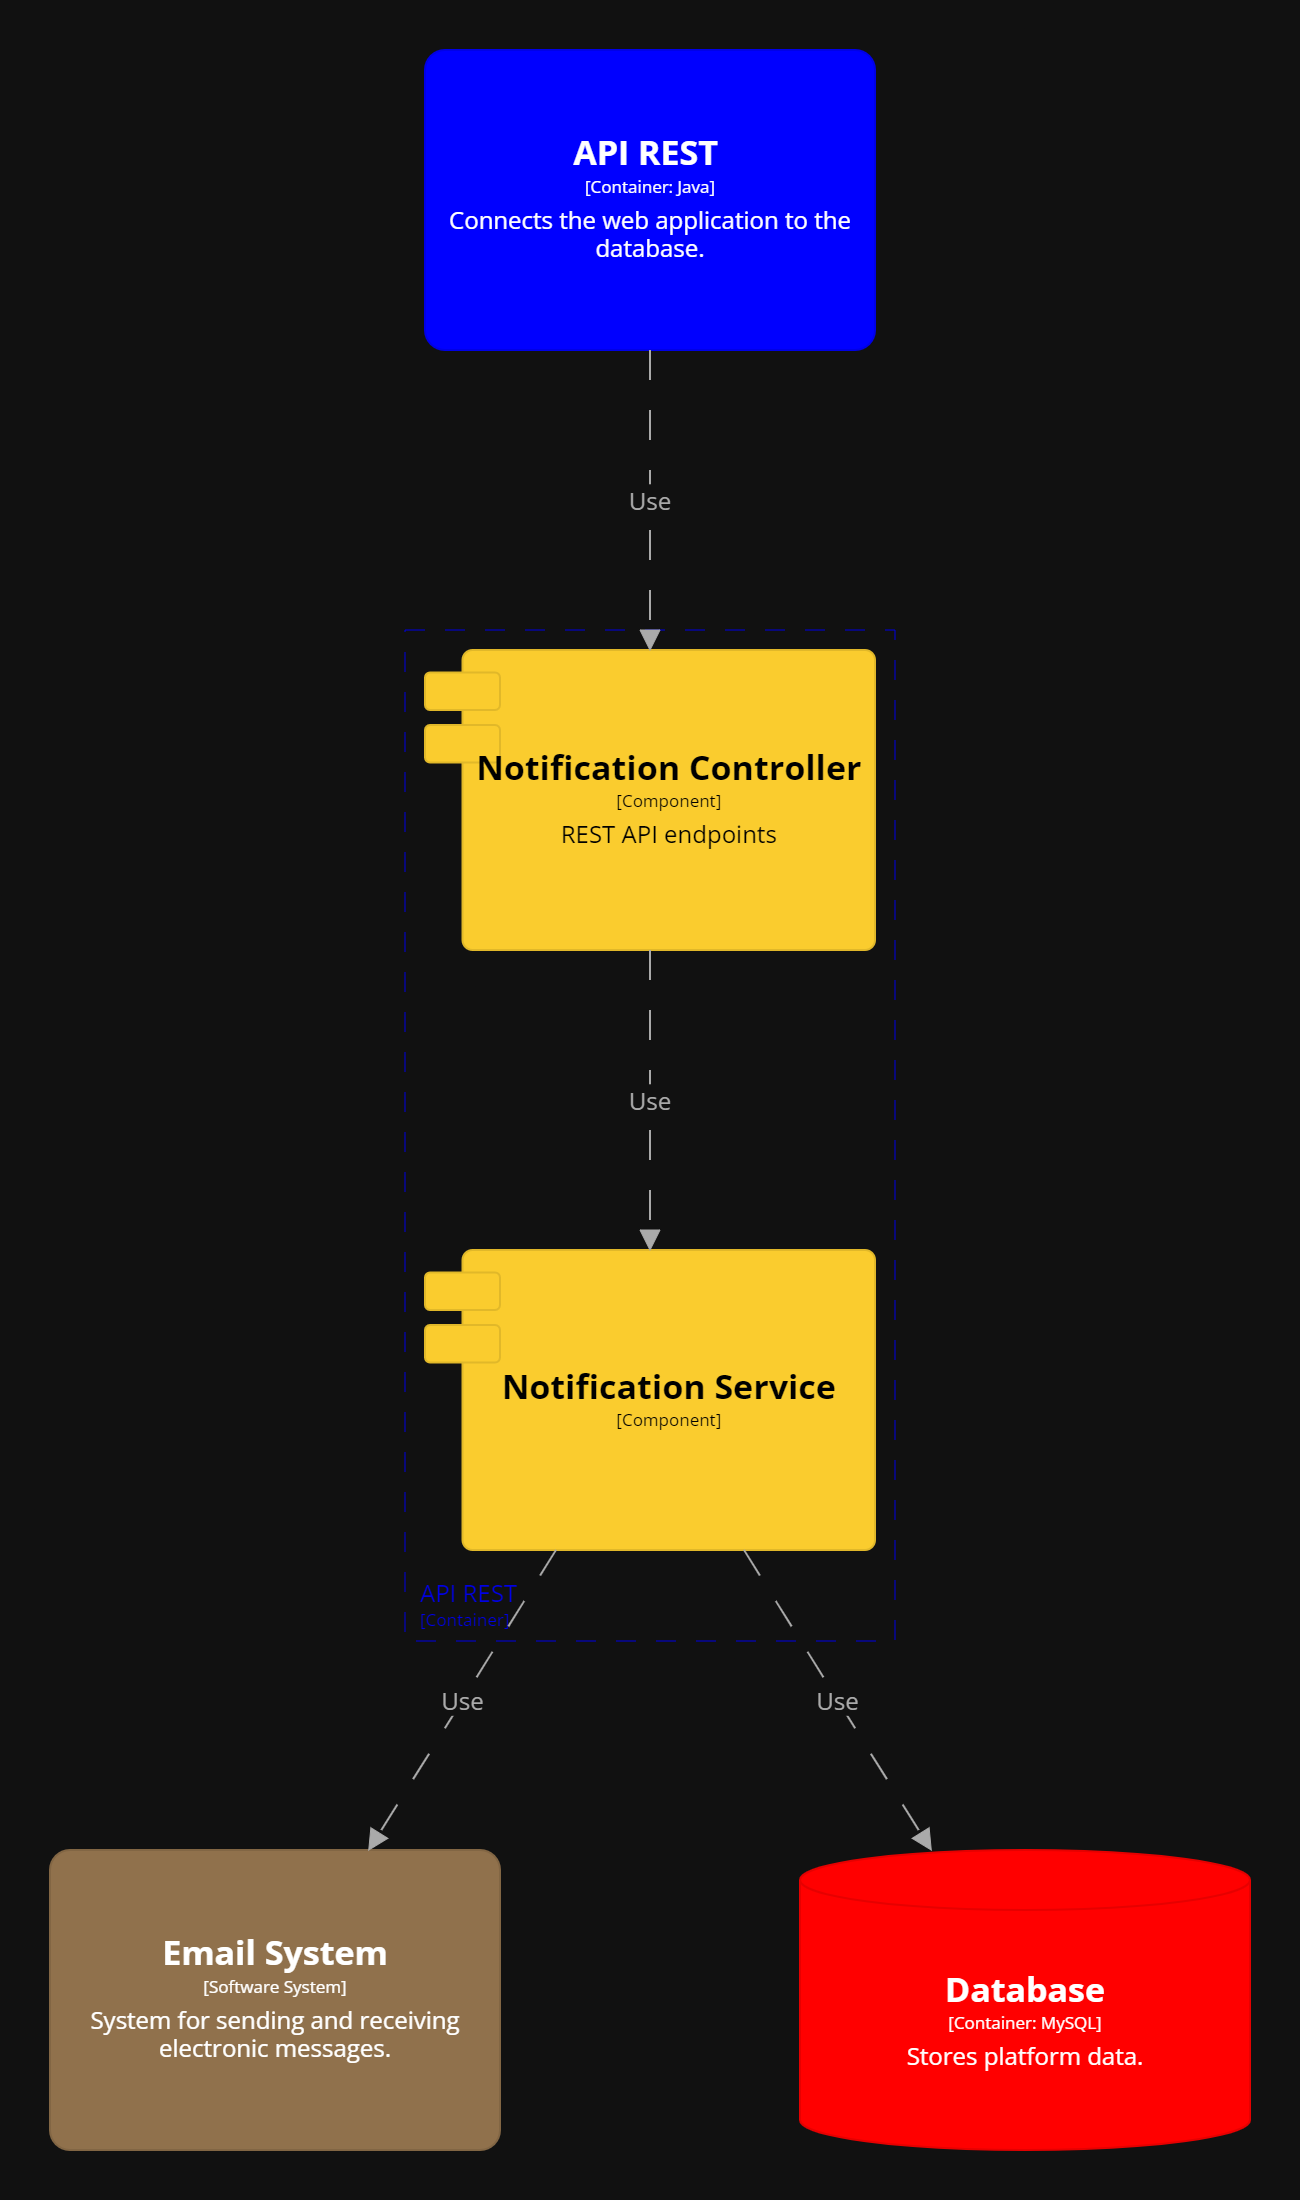 API REST
[Container: Java]
Connects the web application to the
database.
Use
Notification Controller
[Component]
REST API endpoints
Use
Notification Service
[Component]
API REST
[Container]
Use
Use
Email System
[Software System]
System for sending and receiving
electronic messages.
Database
[Container: MySQL]
Stores platform data.